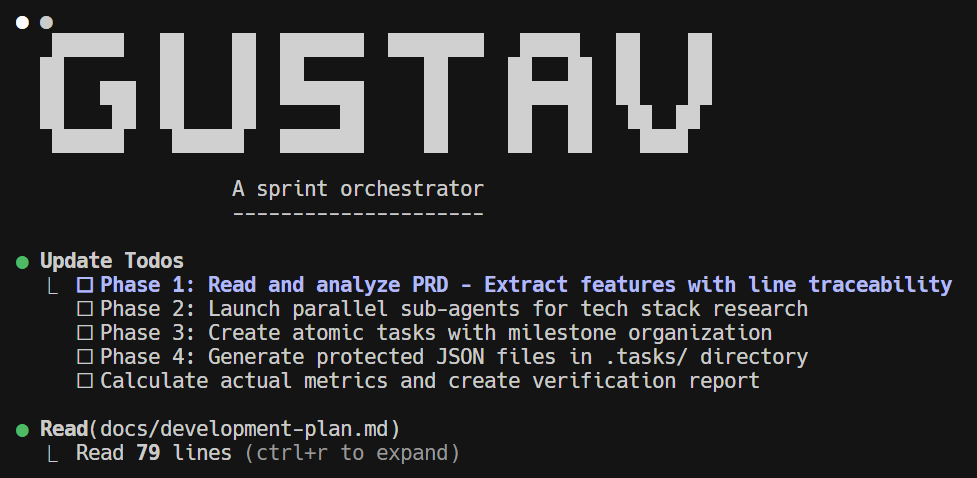 GUSTAV
A sprint orchestrator
---------------------
● Update Todos
⎿ ☐ Phase 1: Read and analyze PRD - Extract features with line traceability
☐ Phase 2: Launch parallel sub-agents for tech stack research
☐ Phase 3: Create atomic tasks with milestone organization
☐ Phase 4: Generate protected JSON files in .tasks/ directory
☐ Calculate actual metrics and create verification report
● Read(docs/development-plan.md)
⎿ Read 79 lines (ctrl+r to expand)